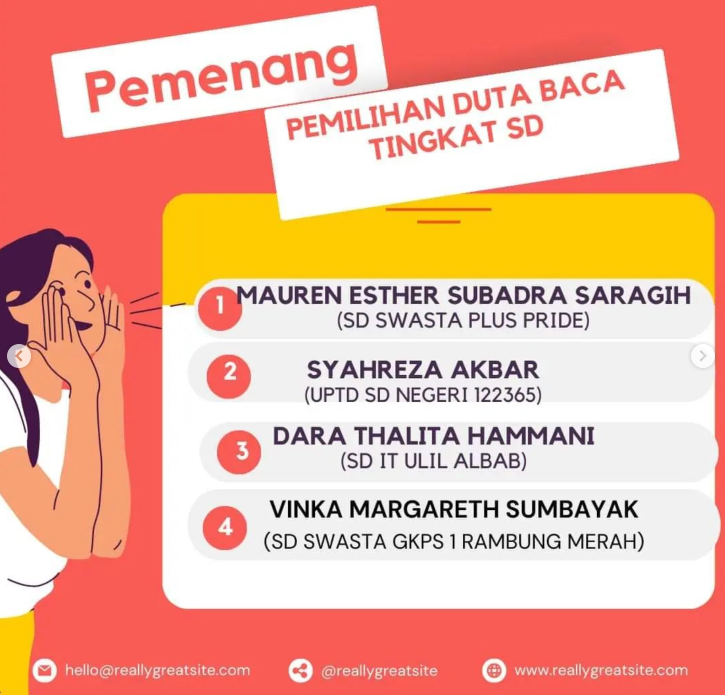 Pemenang
PEMILIHAN DUTA BACA
TINGKAT SD
1 MAUREN ESTHER SUBADRA SARAGIH
(SD SWASTA PLUS PRIDE)
2 SYAHREZA AKBAR
(UPTD SD NEGERI 122365)
3 DARA THALITA HAMMANI
(SD IT ULIL ALBAB)
4 VINKA MARGARETH SUMBAYAK
(SD SWASTA GKPS 1 RAMBUNG MERAH)
hello@reallygreatsite.com @reallygreatsite www.reallygreatsite.com